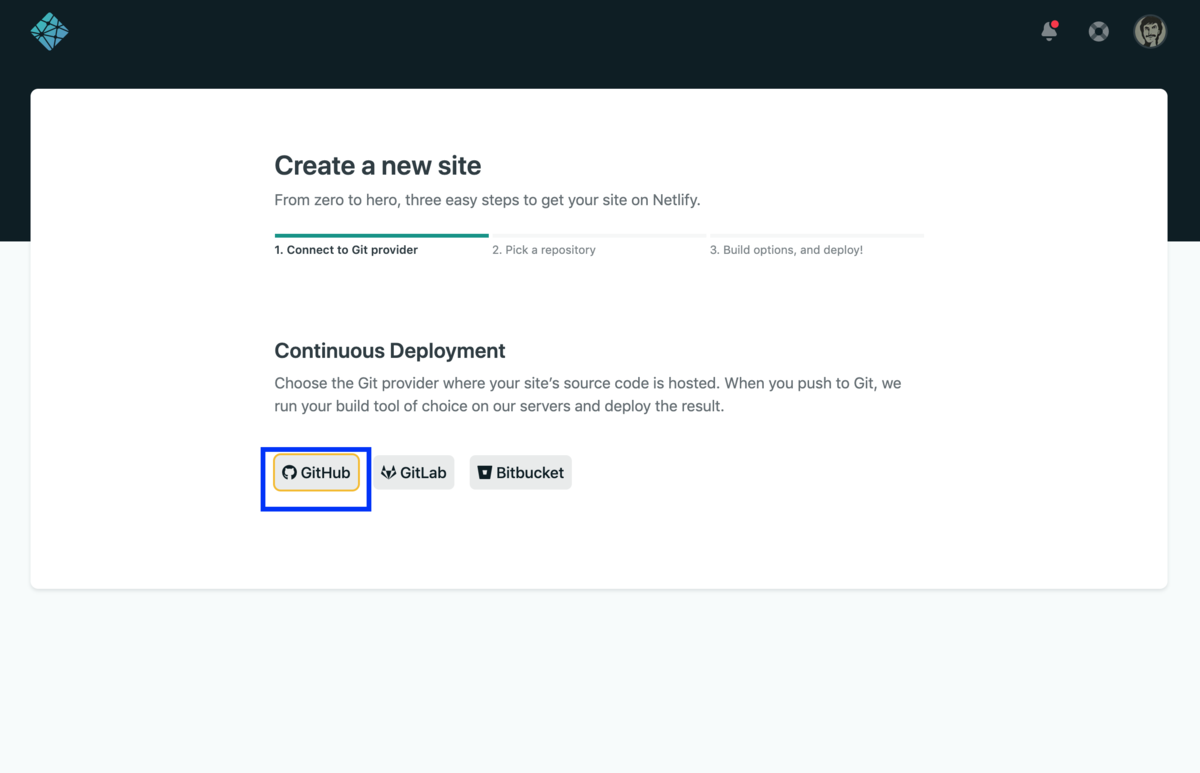 Create a new site
From zero to hero, three easy steps to get your site on Netlify.
1. Connect to Git provider
2. Pick a repository
3. Build options, and deploy!
Continuous Deployment
Choose the Git provider where your site’s source code is hosted. When you push to Git, we
run your build tool of choice on our servers and deploy the result.
GitHub
GitLab
Bitbucket